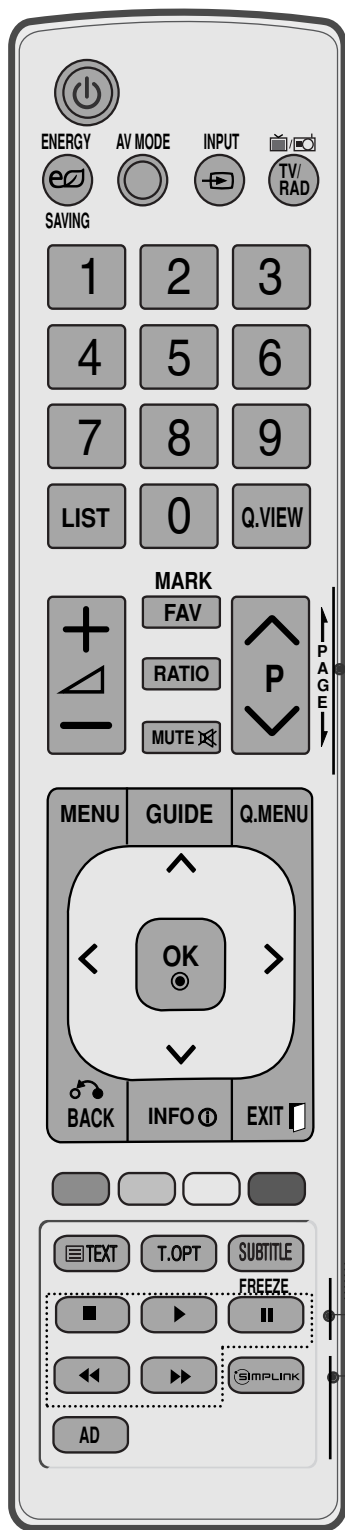 ENERGY AV MODE INPUT
TV/
RAD
SAVING
1 2 3
4 5 6
7 8 9
LIST 0 Q.VIEW
MARK
FAV
RATIO P
MUTE
PAGE
MENU GUIDE Q.MENU
OK
BACK INFO EXIT
TEXT T.OPT SUBTITLE
FREEZE
SIMPLINK
AD